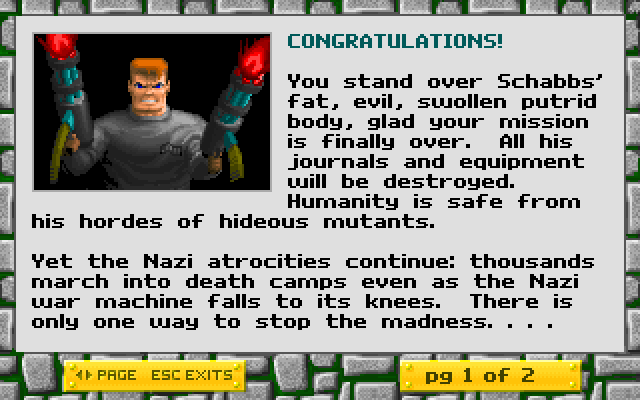 CONGRATULATIONS!
You stand over Schabbs'
fat, evil, swollen putrid
body, glad your mission
is finally over.  All his
journals and equipment
will be destroyed.
Humanity is safe from
his hordes of hideous mutants.
Yet the Nazi atrocities continue: thousands
march into death camps even as the Nazi
war machine falls to its knees.  There is
only one way to stop the madness. . . .
PAGE ESC EXITS
pg 1 of 2